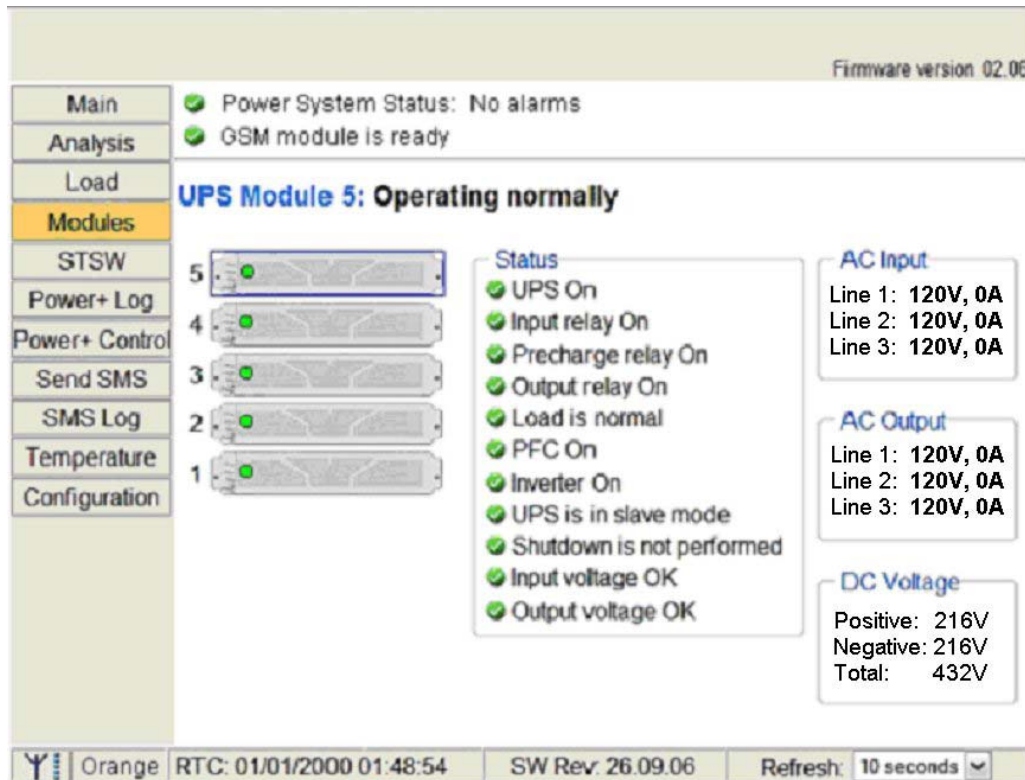 Firmware version 02.06
Main
Analysis
Load
Modules
STSW
Power+ Log
Power+ Control
Send SMS
SMS Log
Temperature
Configuration
Power System Status: No alarms
GSM module is ready
UPS Module 5: Operating normally
5
4
3
2
1
Status
UPS On
Input relay On
Precharge relay On
Output relay On
Load is normal
PFC On
Inverter On
UPS is in slave mode
Shutdown is not performed
Input voltage OK
Output voltage OK
AC Input
Line 1: 120V, 0A
Line 2: 120V, 0A
Line 3: 120V, 0A
AC Output
Line 1: 120V, 0A
Line 2: 120V, 0A
Line 3: 120V, 0A
DC Voltage
Positive: 216V
Negative: 216V
Total: 432V
Orange RTC: 01/01/2000 01:48:54 SW Rev: 26.09.06 Refresh: 10 seconds